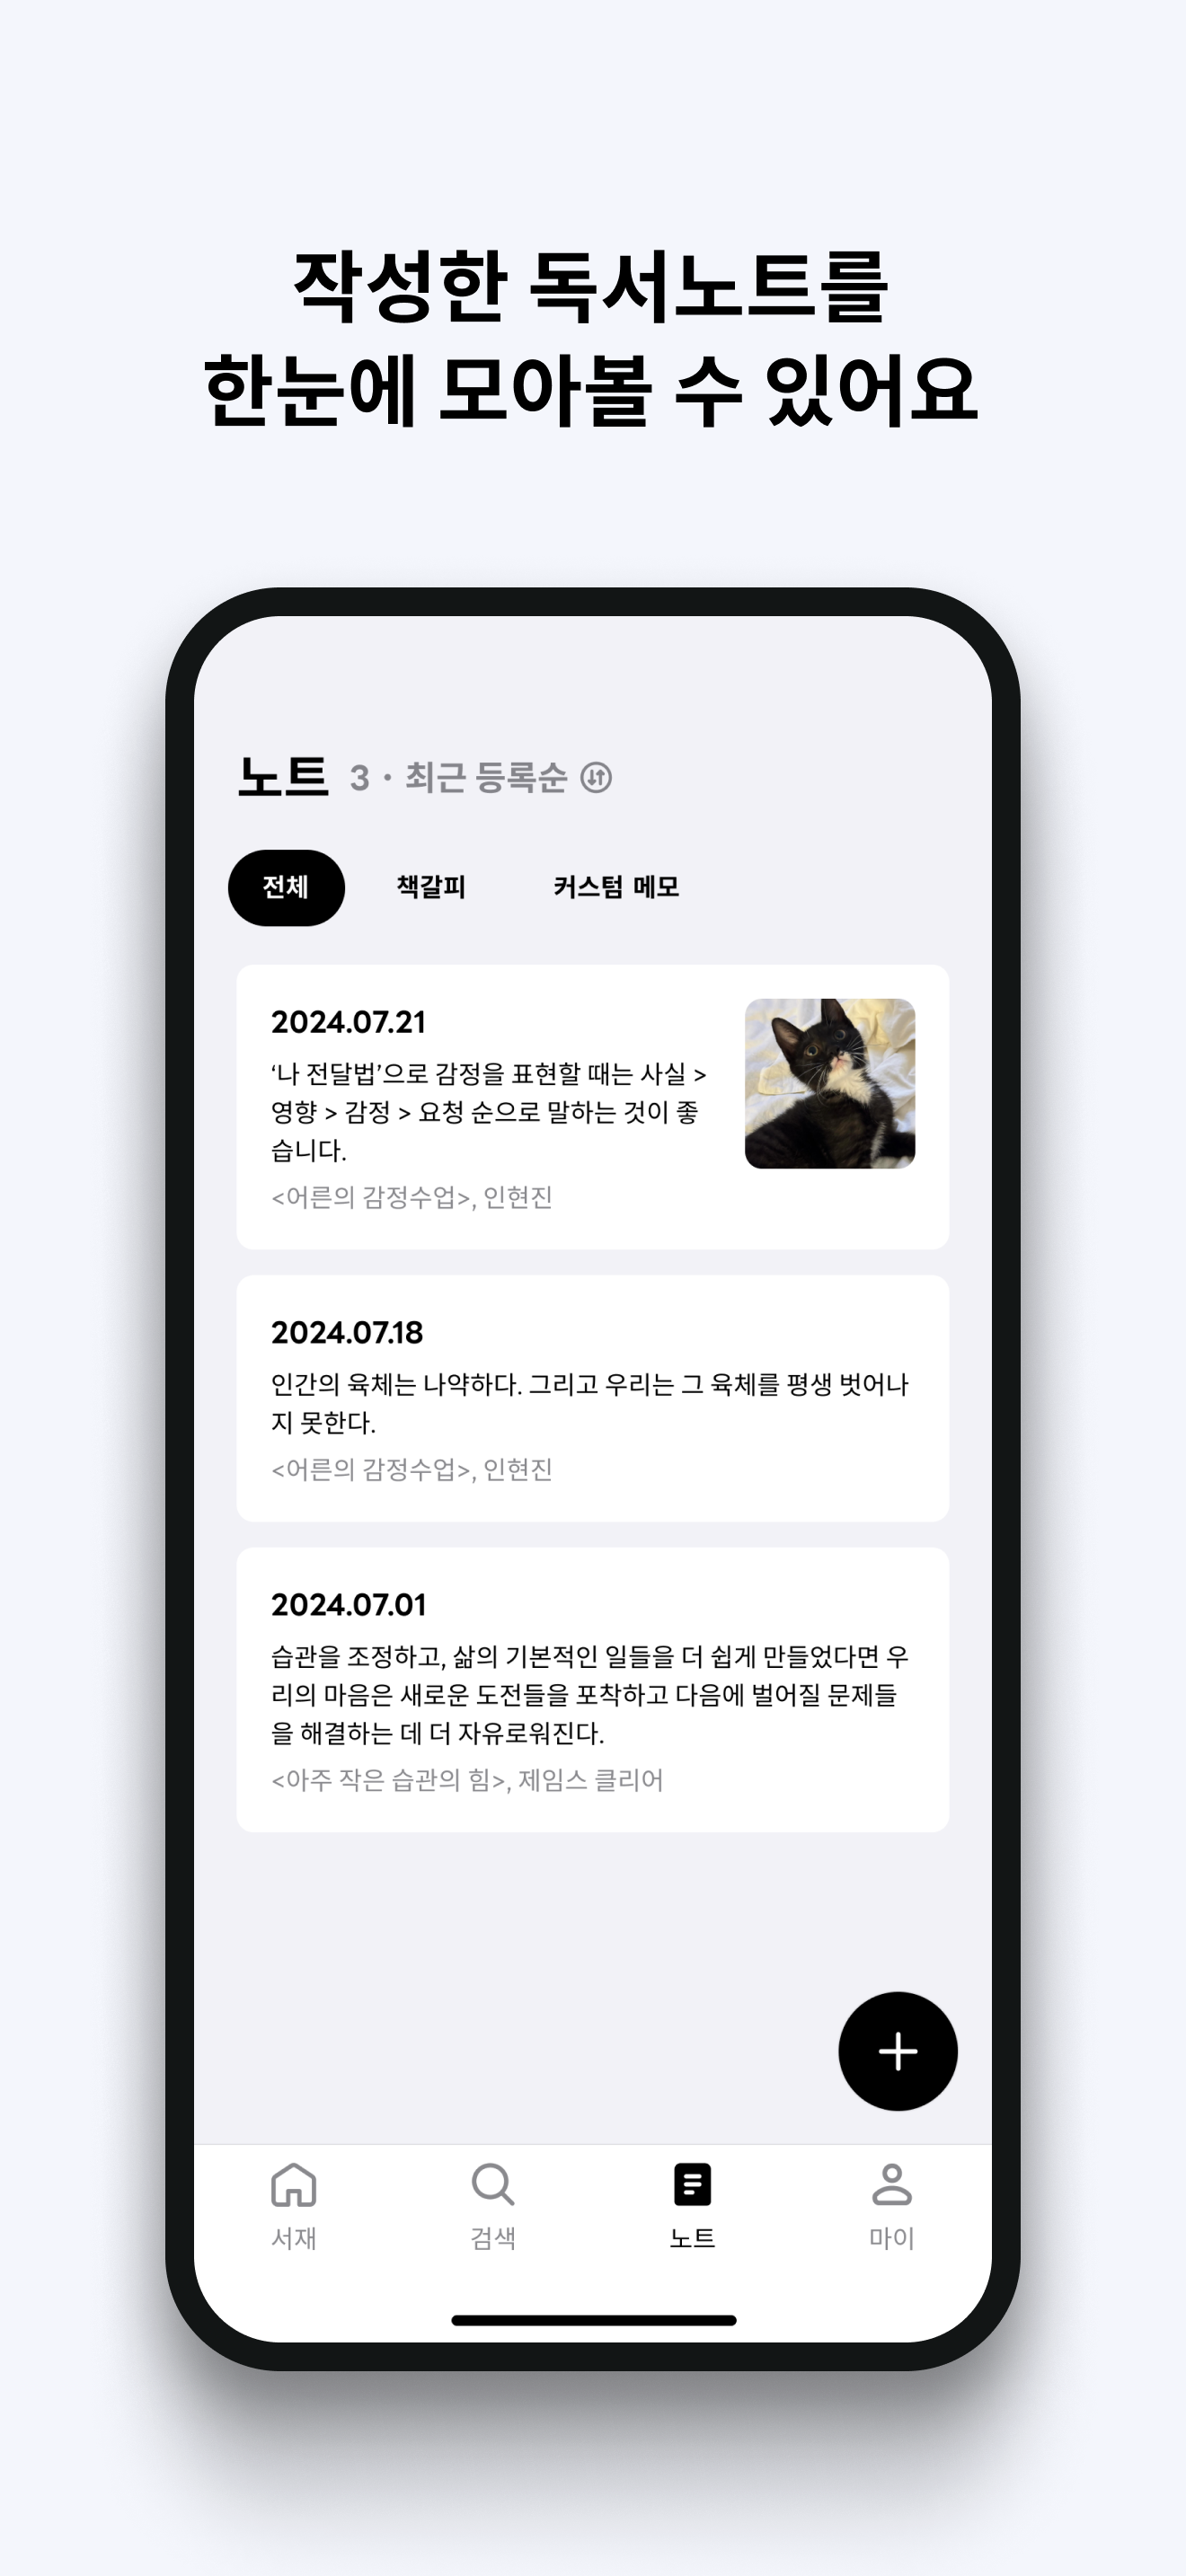 작성한 독서노트를
한눈에 모아볼 수 있어요
노트 3 · 최근 등록순
전체 책갈피 커스텀 메모
2024.07.21
‘나 전달법’으로 감정을 표현할 때는 사실 >
영향 > 감정 > 요청 순으로 말하는 것이 좋
습니다.
<어른의 감정수업>, 인현진
2024.07.18
인간의 육체는 나약하다. 그리고 우리는 그 육체를 평생 벗어나
지 못한다.
<어른의 감정수업>, 인현진
2024.07.01
습관을 조정하고, 삶의 기본적인 일들을 더 쉽게 만들었다면 우
리의 마음은 새로운 도전들을 포착하고 다음에 벌어질 문제들
을 해결하는 데 더 자유로워진다.
<아주 작은 습관의 힘>, 제임스 클리어
서재 검색 노트 마이